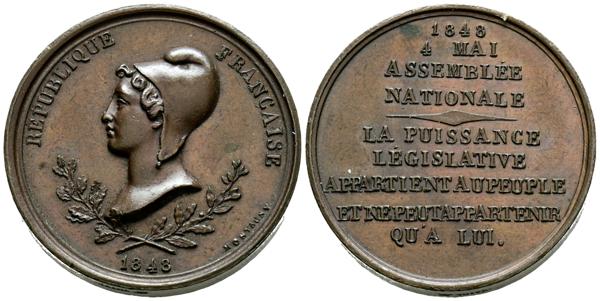 RÉPUBLIQUE FRANÇAISE
1848
1848
4 MAI
ASSEMBLÉE
NATIONALE
LA PUISSANCE
LÉGISLATIVE
APPARTIENT AU PEUPLE
ET NE PEUT APPARTENIR
QU'A LUI.